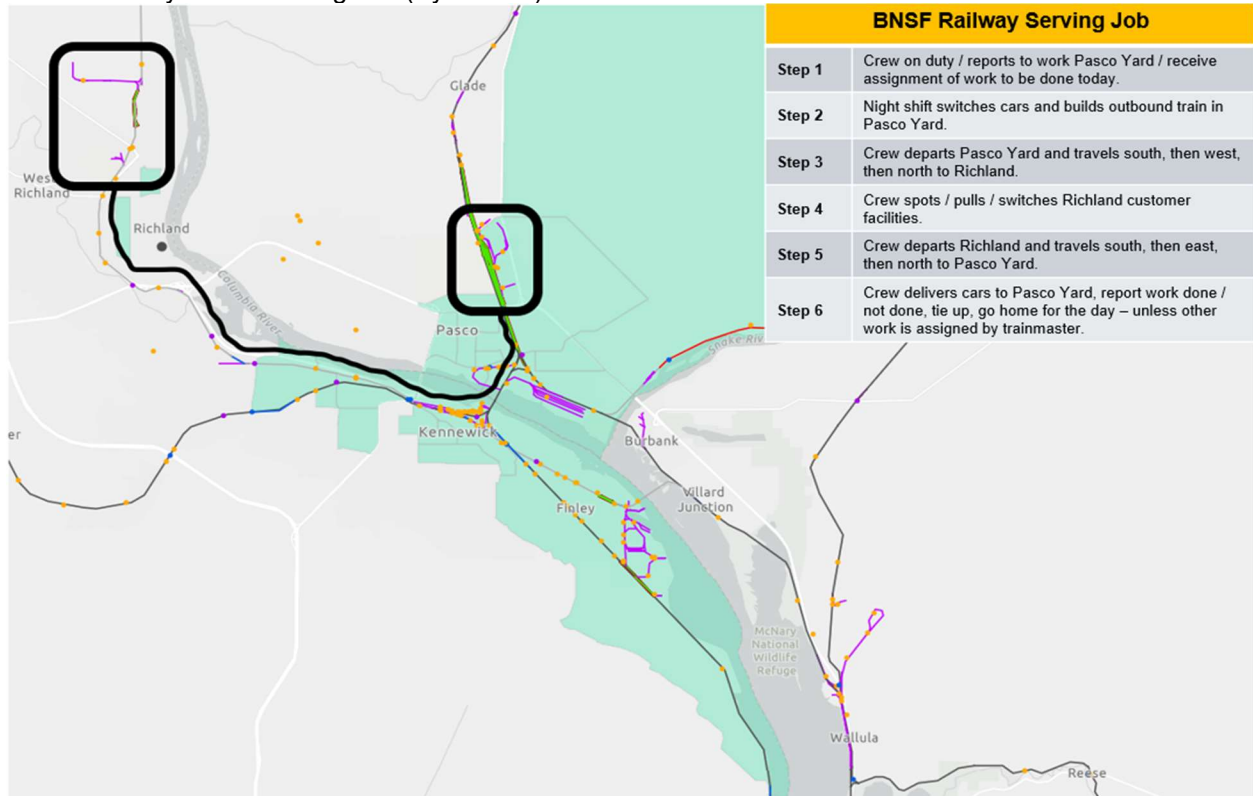 BNSF Railway Serving Job
Step 1
Crew on duty / reports to work Pasco Yard / receive
assignment of work to be done today.
Step 2
Night shift switches cars and builds outbound train in
Pasco Yard.
Step 3
Crew departs Pasco Yard and travels south, then west,
then north to Richland.
Step 4
Crew spots / pulls / switches Richland customer
facilities.
Step 5
Crew departs Richland and travels south, then east,
then north to Pasco Yard.
Step 6
Crew delivers cars to Pasco Yard, report work done /
not done, tie up, go home for the day – unless other
work is assigned by trainmaster.
Glade
West
Richland
Richland
Columbia River
Pasco
Snake Riv
Kennewick
er
Burbank
Villard
Junction
Finley
McNary
National
Wildlife
Refuge
Wallula
Reese